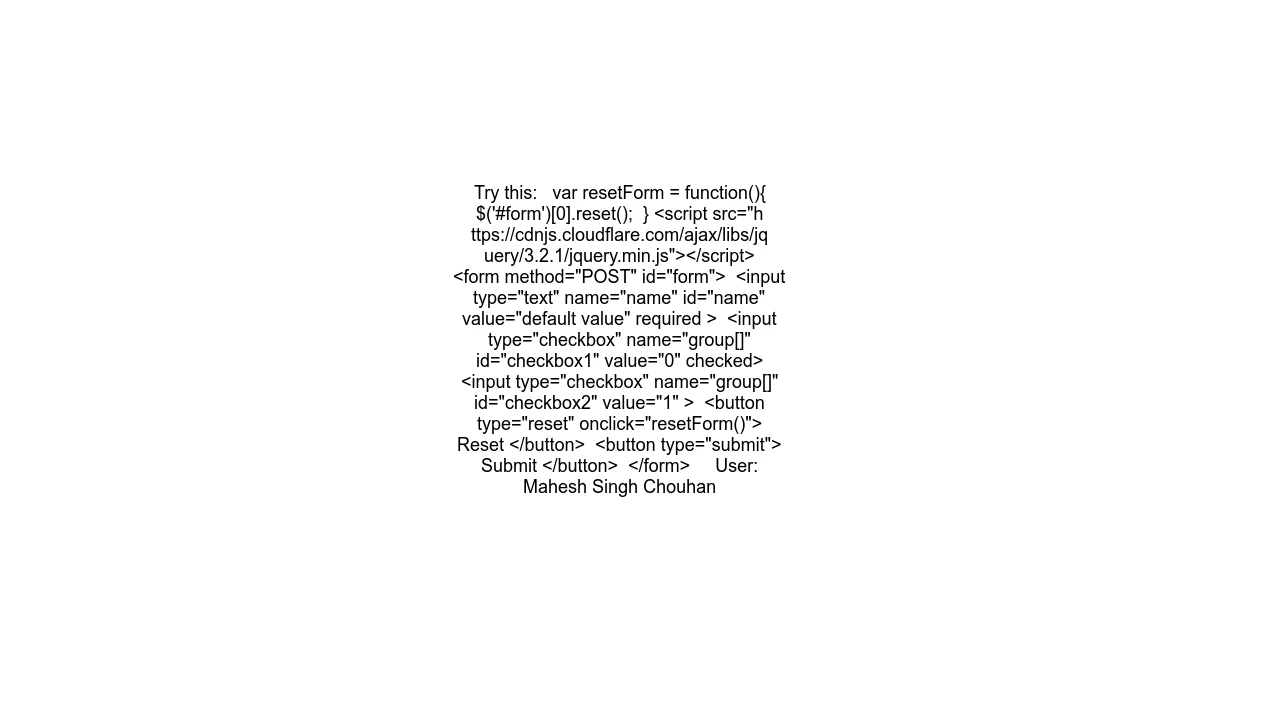 Try this:   var resetForm = function(){
$('#form')[0].reset();  } <script src="h
ttps://cdnjs.cloudflare.com/ajax/libs/jq
uery/3.2.1/jquery.min.js"></script>
<form method="POST" id="form">  <input
type="text" name="name" id="name"
value="default value" required >  <input
type="checkbox" name="group[]"
id="checkbox1" value="0" checked>
<input type="checkbox" name="group[]"
id="checkbox2" value="1" >  <button
type="reset" onclick="resetForm()">
Reset </button>  <button type="submit">
Submit </button>  </form>     User:
Mahesh Singh Chouhan